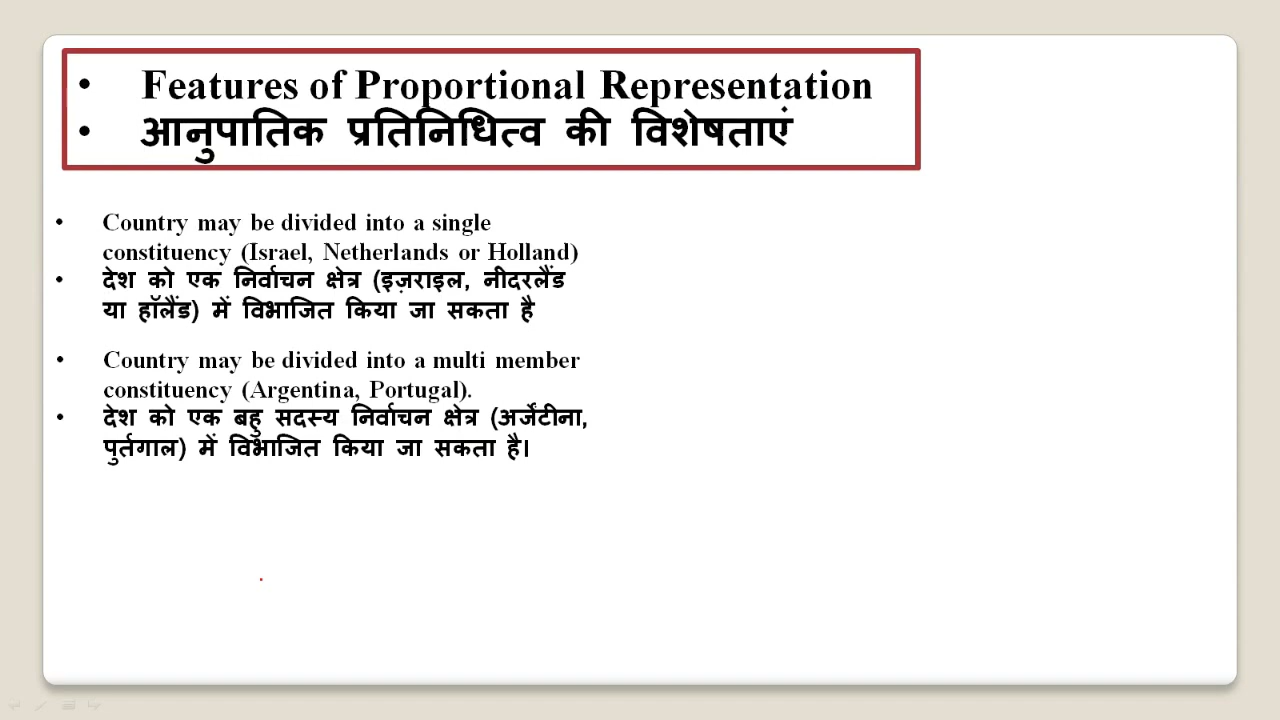 • Features of Proportional Representation
• आनुपातिक प्रतिनिधित्व की विशेषताएं
• Country may be divided into a single
constituency (Israel, Netherlands or Holland)
• देश को एक निर्वाचन क्षेत्र (इज़राइल, नीदरलैंड
या हॉलैंड) में विभाजित किया जा सकता है
• Country may be divided into a multi member
constituency (Argentina, Portugal).
• देश को एक बहु सदस्य निर्वाचन क्षेत्र (अर्जेंटीना,
पुर्तगाल) में विभाजित किया जा सकता है।